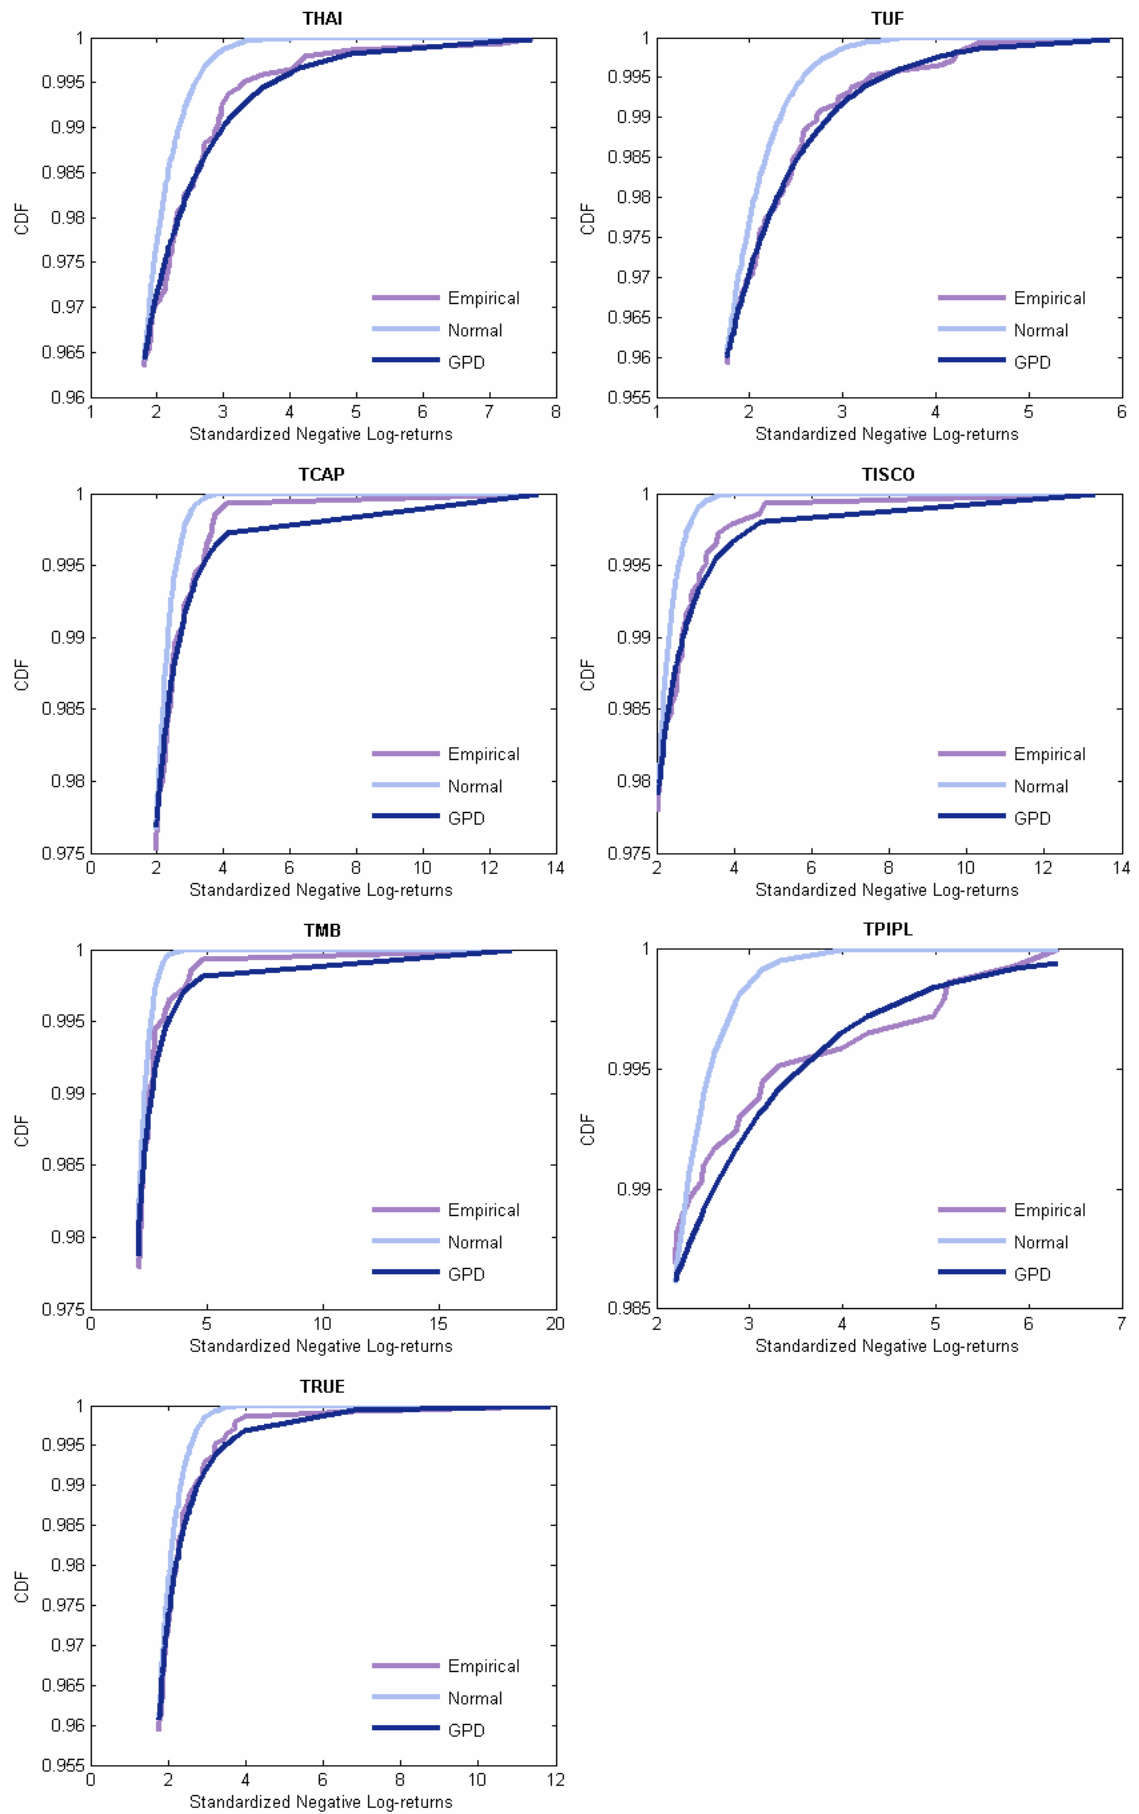 THAI
1
0.995
0.99
0.985
0.98
0.975
0.97
0.965
0.96
CDF
Empirical
Normal
GPD
1 2 3 4 5 6 7 8
Standardized Negative Log-returns
TUF
1
0.995
0.99
0.985
0.98
0.975
0.97
0.965
0.96
0.955
CDF
Empirical
Normal
GPD
1 2 3 4 5 6
Standardized Negative Log-returns
TCAP
1
0.995
0.99
0.985
0.98
0.975
CDF
Empirical
Normal
GPD
0 2 4 6 8 10 12 14
Standardized Negative Log-returns
TISCO
1
0.995
0.99
0.985
0.98
0.975
CDF
Empirical
Normal
GPD
2 4 6 8 10 12 14
Standardized Negative Log-returns
TMB
1
0.995
0.99
0.985
0.98
0.975
CDF
Empirical
Normal
GPD
0 5 10 15 20
Standardized Negative Log-returns
TPIPL
1
0.995
0.99
0.985
CDF
Empirical
Normal
GPD
2 3 4 5 6 7
Standardized Negative Log-returns
TRUE
1
0.995
0.99
0.985
0.98
0.975
0.97
0.965
0.96
0.955
CDF
Empirical
Normal
GPD
0 2 4 6 8 10 12
Standardized Negative Log-returns